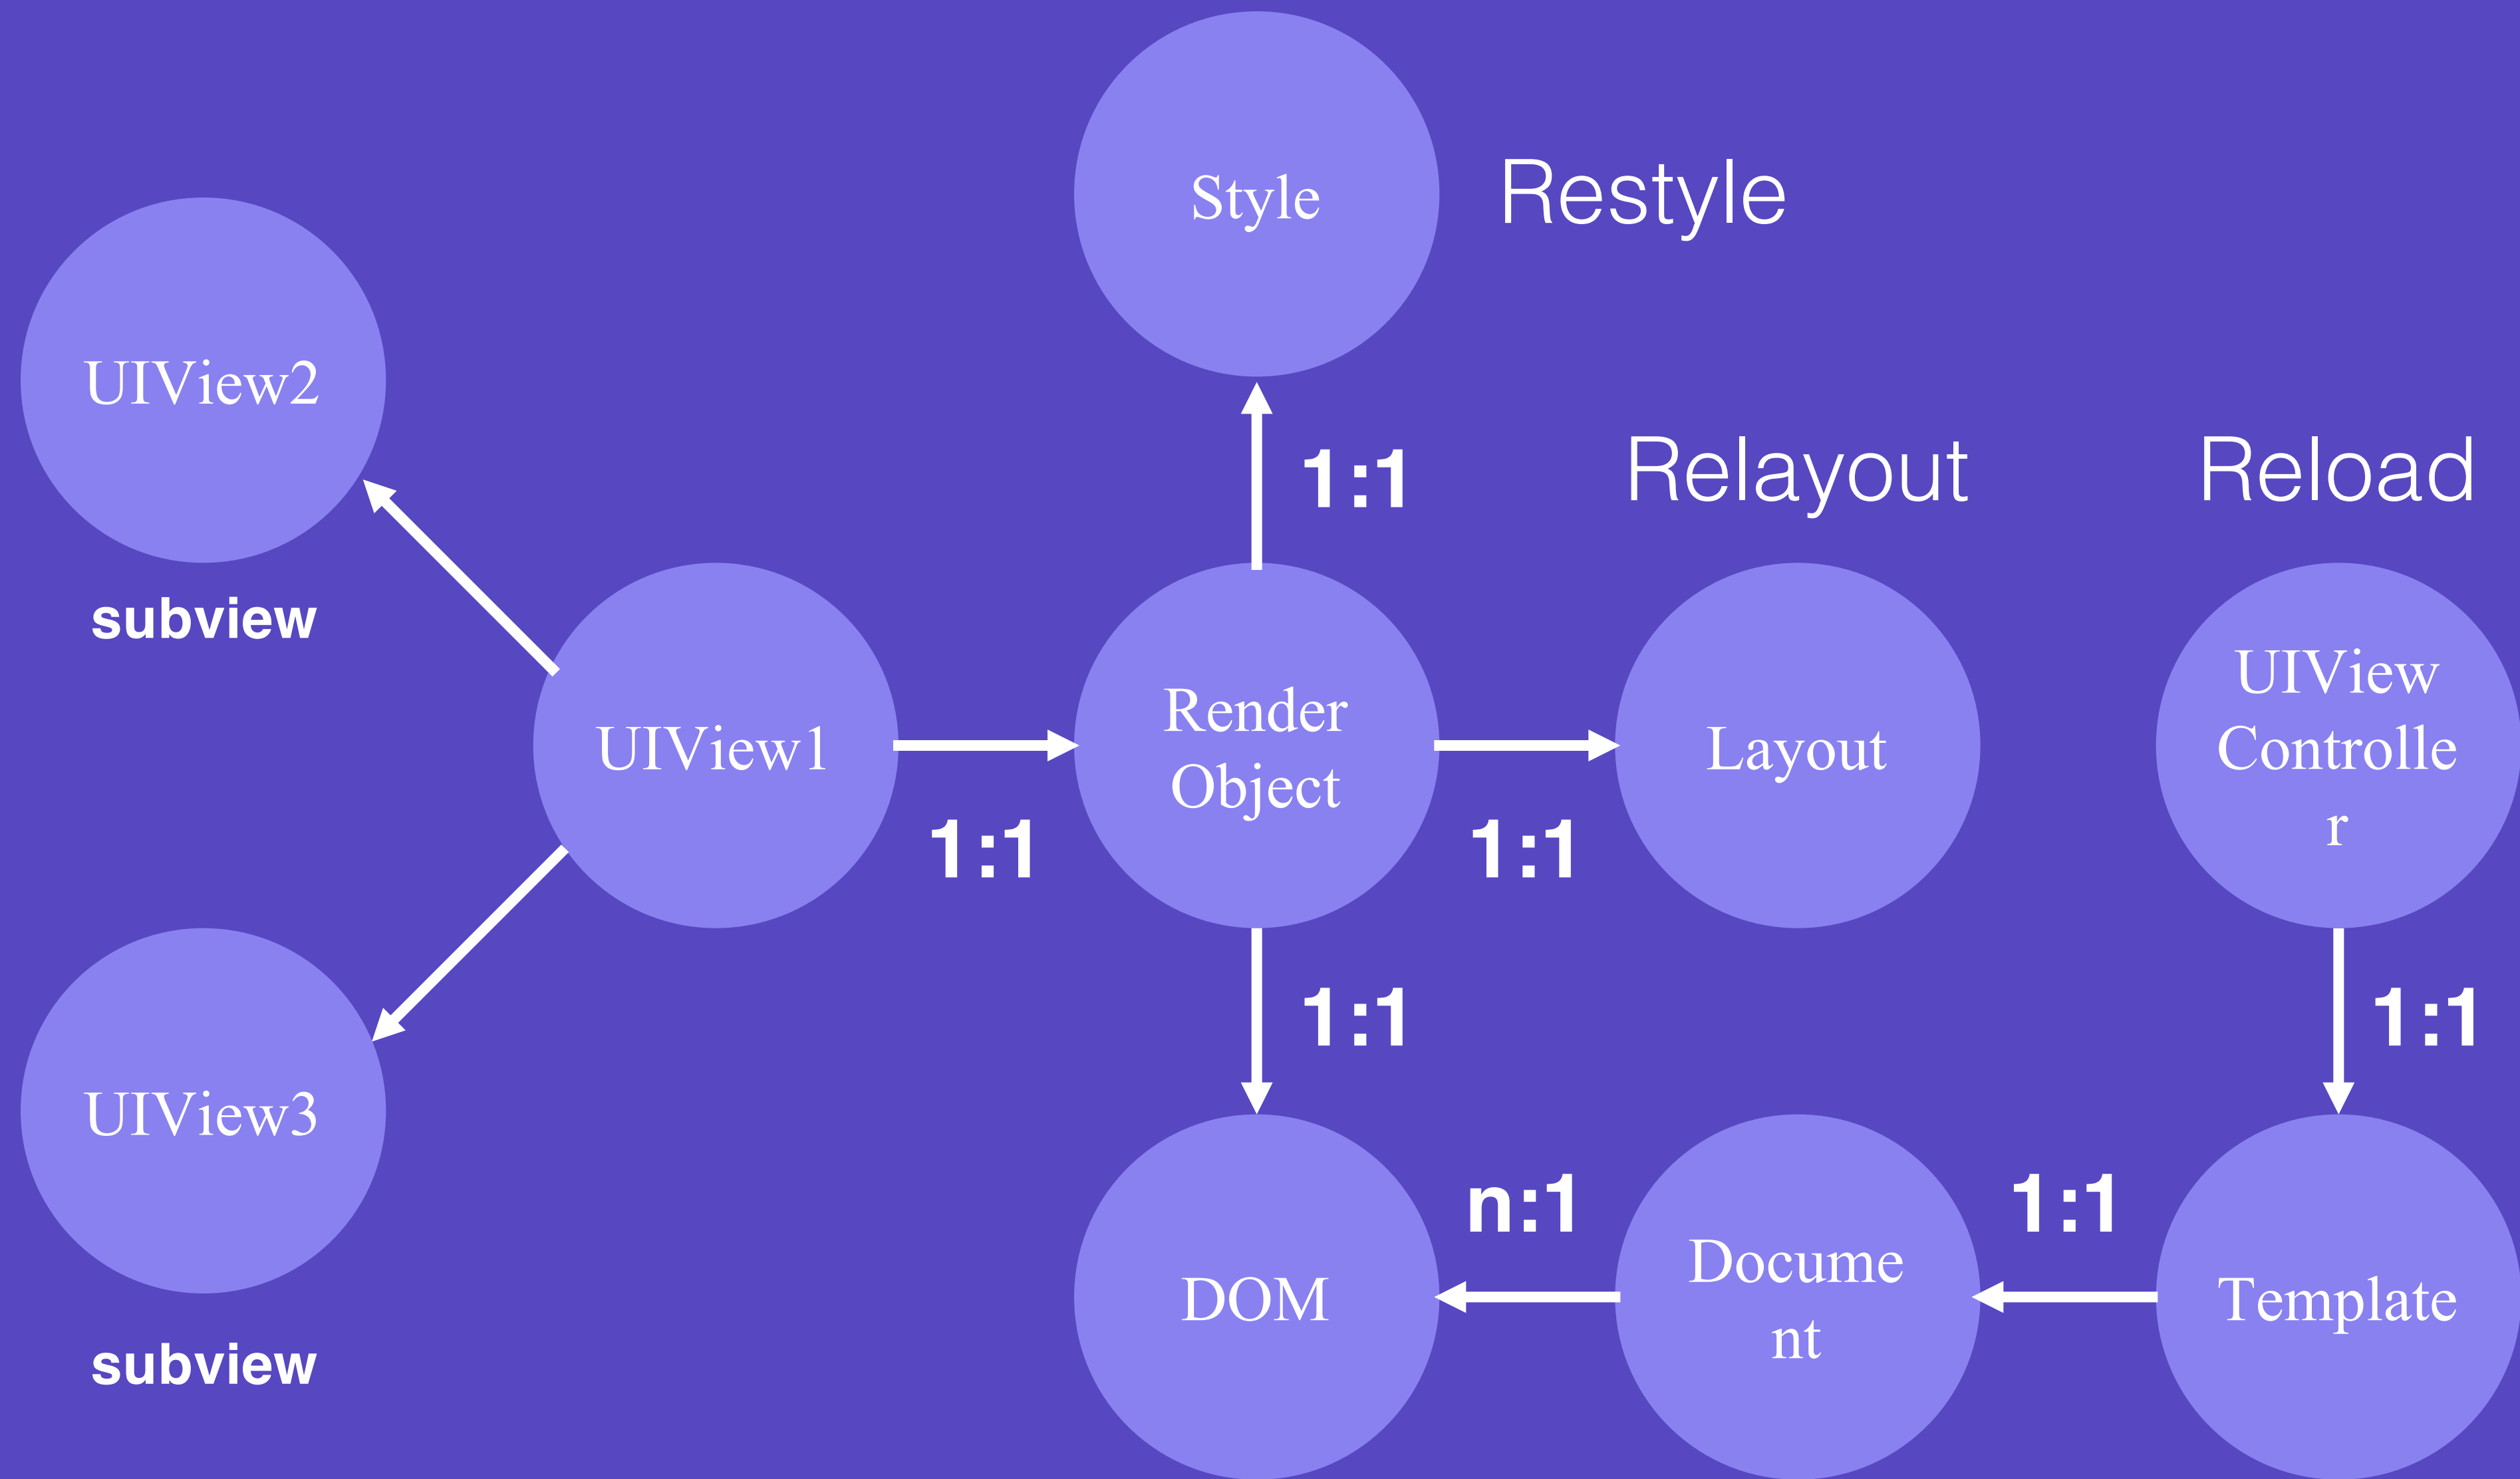 Style
Restyle
UIView2
subview
1:1
Relayout
Reload
UIView1
1:1
Render
Object
1:1
Layout
UIView
Controlle
r
1:1
1:1
UIView3
subview
DOM
n:1
Docume
nt
1:1
Template